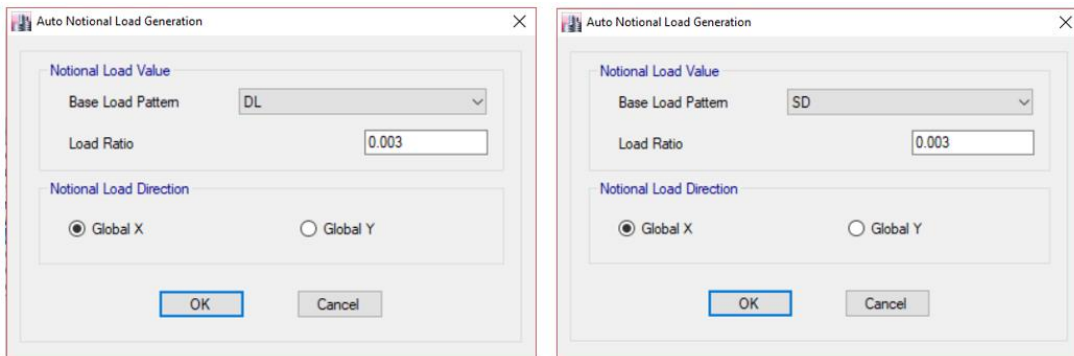 Auto Notional Load Generation
Notional Load Value
Base Load Pattern DL
Load Ratio 0.003
Notional Load Direction
Global X Global Y
OK Cancel
Auto Notional Load Generation
Notional Load Value
Base Load Pattern SD
Load Ratio 0.003
Notional Load Direction
Global X Global Y
OK Cancel